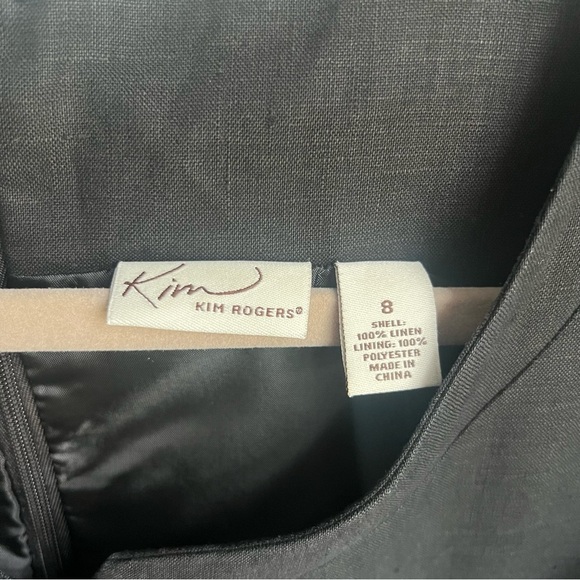 Kim
KIM ROGERS®
8
SHELL:
100% LINEN
LINING: 100%
POLYESTER
MADE IN
CHINA